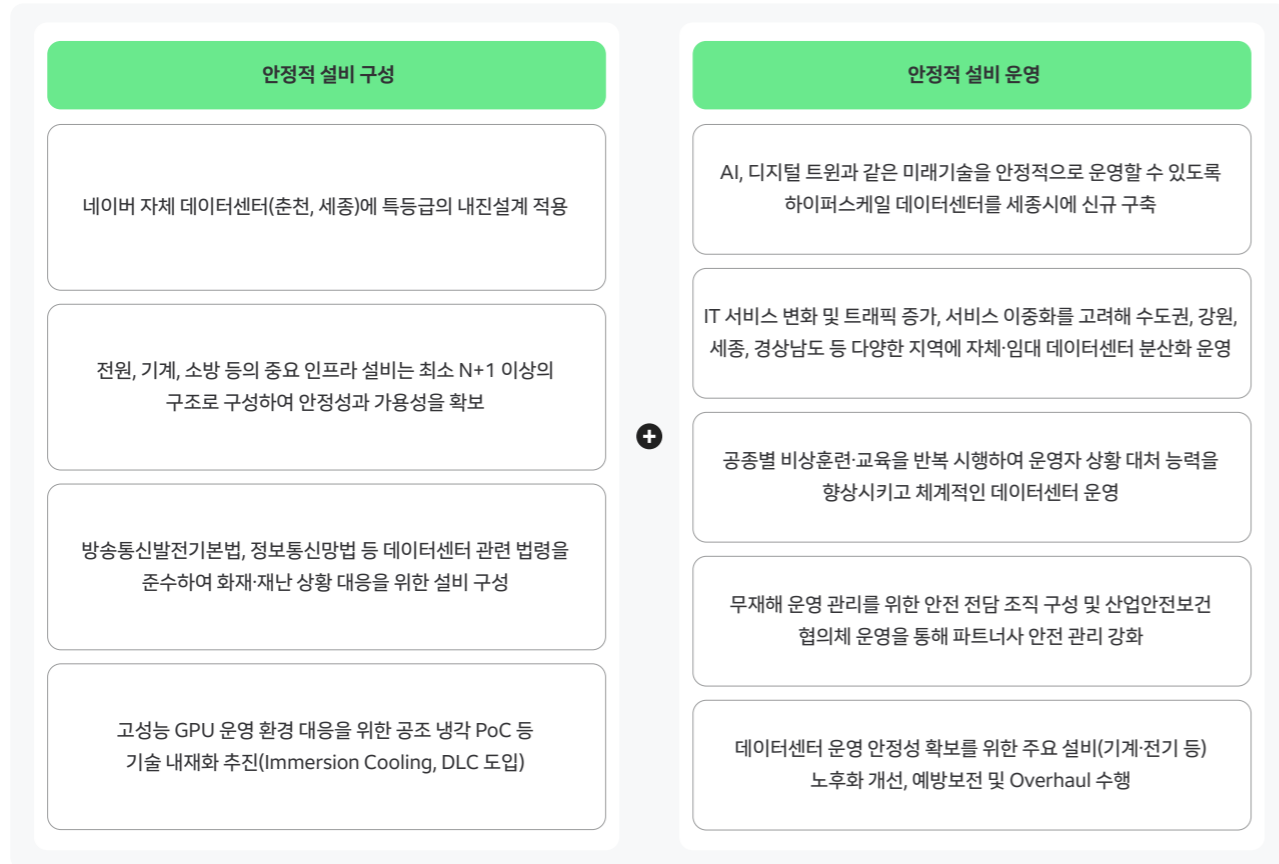 안정적 설비 구성
네이버 자체 데이터센터(춘천, 세종)에 특등급의 내진설계 적용
전원, 기계, 소방 등의 중요 인프라 설비는 최소 N+1 이상의
구조로 구성하여 안정성과 가용성을 확보
방송통신발전기본법, 정보통신망법 등 데이터센터 관련 법령을
준수하여 화재·재난 상황 대응을 위한 설비 구성
고성능 GPU 운영 환경 대응을 위한 공조 냉각 PoC 등
기술 내재화 추진(Immersion Cooling, DLC 도입)
안정적 설비 운영
AI, 디지털 트윈과 같은 미래기술을 안정적으로 운영할 수 있도록
하이퍼스케일 데이터센터를 세종시에 신규 구축
IT 서비스 변화 및 트래픽 증가, 서비스 이중화를 고려해 수도권, 강원,
세종, 경상남도 등 다양한 지역에 자체·임대 데이터센터 분산화 운영
공종별 비상훈련·교육을 반복 시행하여 운영자 상황 대처 능력을
향상시키고 체계적인 데이터센터 운영
무재해 운영 관리를 위한 안전 전담 조직 구성 및 산업안전보건
협의체 운영을 통해 파트너사 안전 관리 강화
데이터센터 운영 안정성 확보를 위한 주요 설비(기계·전기 등)
노후화 개선, 예방보전 및 Overhaul 수행